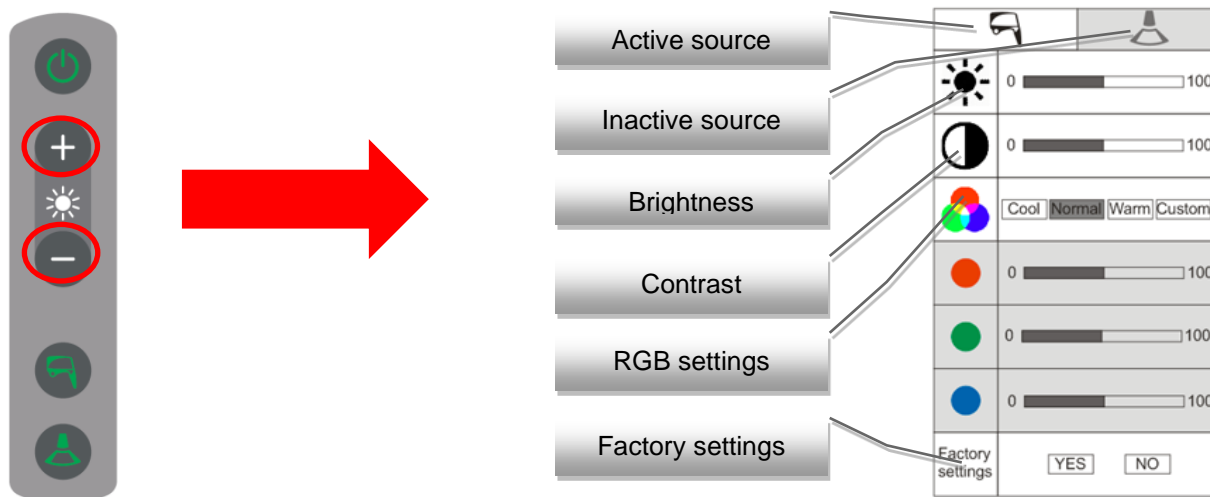 +
−
Active source
Inactive source
Brightness
Contrast
RGB settings
Factory settings
0 100
0 100
Cool Normal Warm Custom
0 100
0 100
0 100
Factory
settings
YES NO